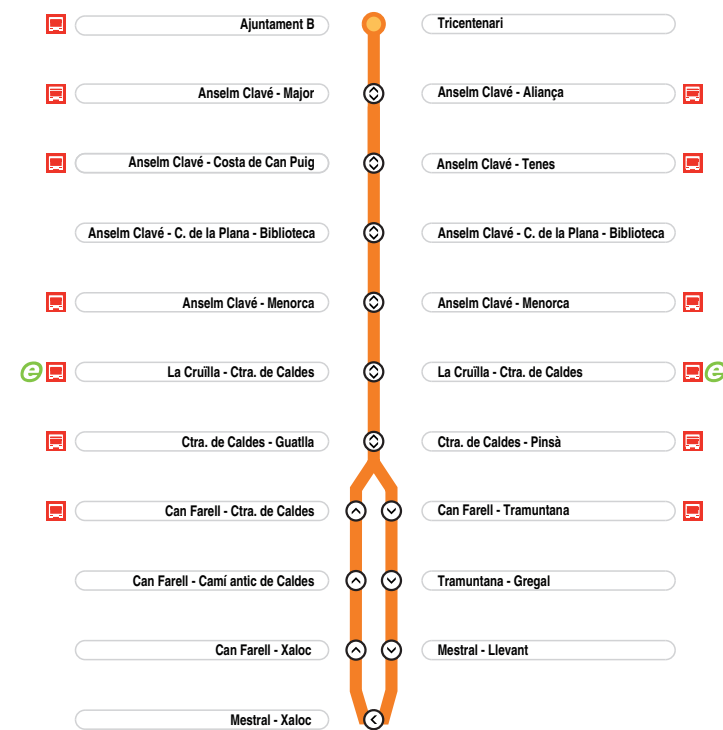 Ajuntament B
Tricentenari
Anselm Clavé - Major
Anselm Clavé - Aliança
Anselm Clavé - Costa de Can Puig
Anselm Clavé - Tenes
Anselm Clavé - C. de la Plana - Biblioteca
Anselm Clavé - C. de la Plana - Biblioteca
Anselm Clavé - Menorca
Anselm Clavé - Menorca
e
La Cruïlla - Ctra. de Caldes
La Cruïlla - Ctra. de Caldes
e
Ctra. de Caldes - Guatlla
Ctra. de Caldes - Pinsà
Can Farell - Ctra. de Caldes
Can Farell - Tramuntana
Can Farell - Camí antic de Caldes
Tramuntana - Gregal
Can Farell - Xaloc
Mestral - Llevant
Mestral - Xaloc